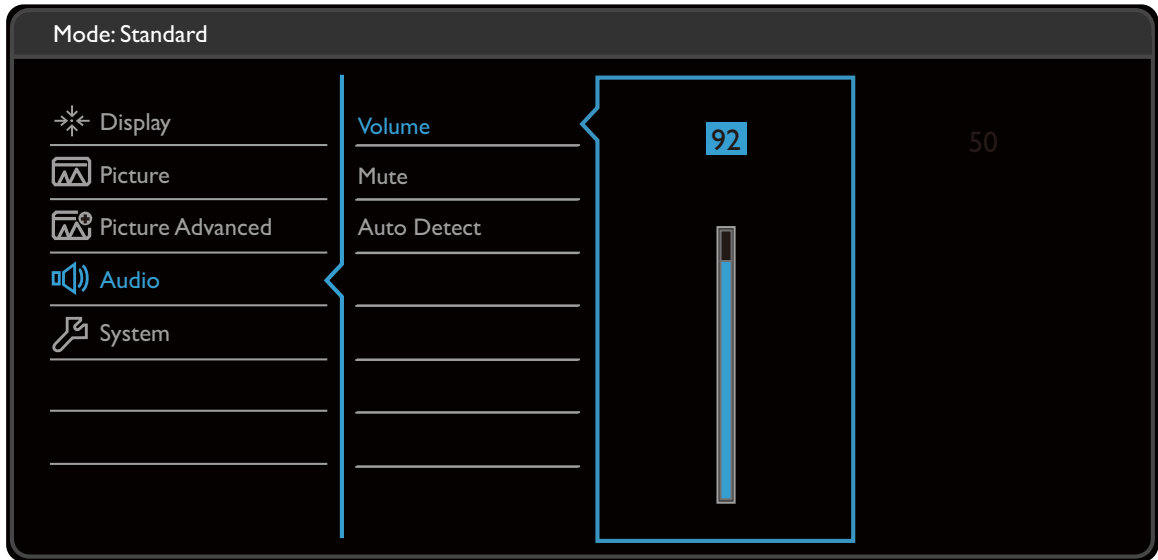 Mode: Standard
Display
Picture
Picture Advanced
Audio
System
Volume
Mute
Auto Detect
92
50